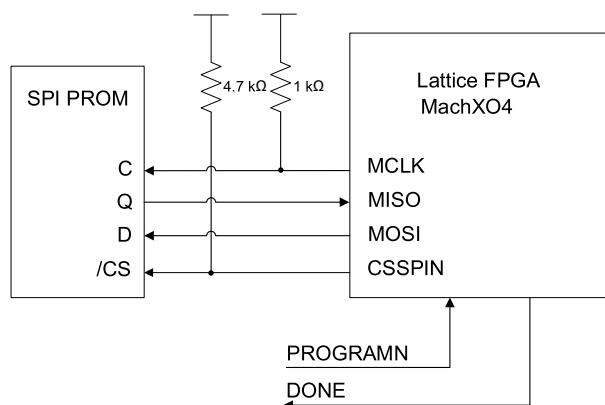 4.7 kΩ
1 kΩ
SPI PROM
C
Q
D
/CS
Lattice FPGA
MachXO4
MCLK
MISO
MOSI
CSSPIN
PROGRAMN
DONE